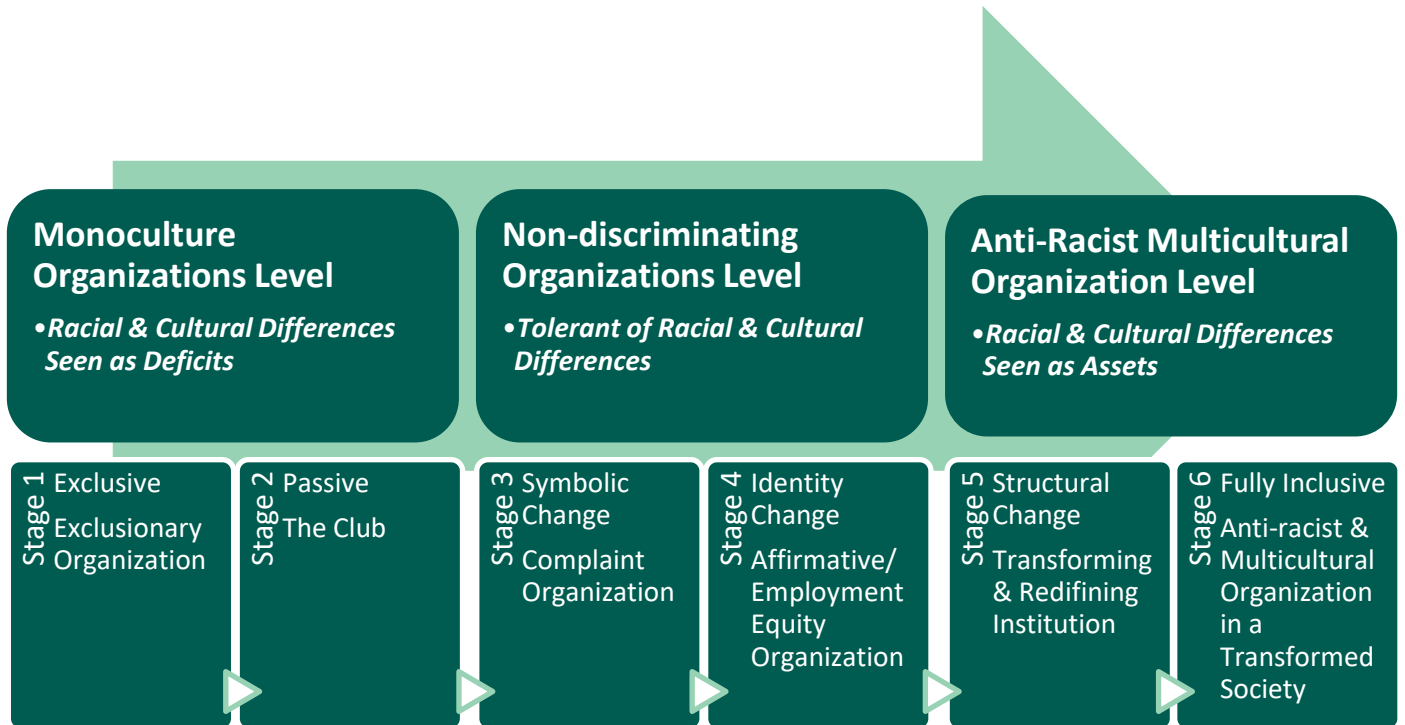 Monoculture
Organizations Level
•Racial & Cultural Differences
Seen as Deficits
Non-discriminating
Organizations Level
•Tolerant of Racial & Cultural
Differences
Anti-Racist Multicultural
Organization Level
•Racial & Cultural Differences
Seen as Assets
Stage 1
Exclusive
Exclusionary
Organization
Stage 2
Passive
The Club
Stage 3
Symbolic
Change
Complaint
Organization
Stage 4
Identity
Change
Affirmative/
Employment
Equity
Organization
Stage 5
Structural
Change
Transforming
& Redifining
Institution
Stage 6
Fully Inclusive
Anti-racist &
Multicultural
Organization
in a
Transformed
Society